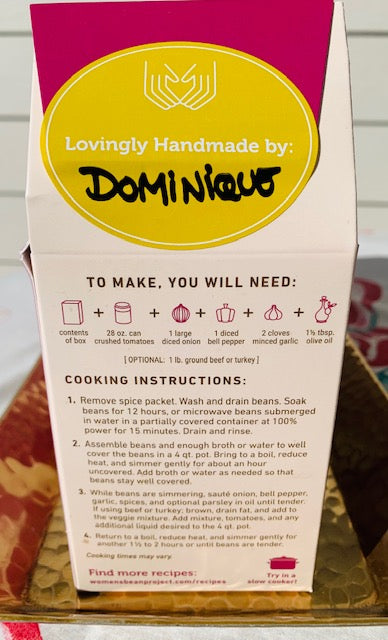 Lovingly Handmade by:
DOMINIQUE
TO MAKE, YOU WILL NEED:
contents of box + 28 oz. can crushed tomatoes + 1 large diced onion + 1 diced bell pepper + 2 cloves minced garlic + 1½ tbsp. olive oil
[ OPTIONAL: 1 lb. ground beef or turkey ]
COOKING INSTRUCTIONS:
1. Remove spice packet. Wash and drain beans. Soak
beans for 12 hours, or microwave beans submerged
in water in a partially covered container at 100%
power for 15 minutes. Drain and rinse.
2. Assemble beans and enough broth or water to well
cover the beans in a 4 qt. pot. Bring to a boil, reduce
heat, and simmer gently for about an hour
uncovered. Add broth or water as needed so that
beans stay well covered.
3. While beans are simmering, sauté onion, bell pepper,
garlic, spices, and optional parsley in oil until tender.
If using beef or turkey; brown, drain fat, and add to
the veggie mixture. Add mixture, tomatoes, and any
additional liquid desired to the 4 qt. pot.
4. Return to a boil, reduce heat, and simmer gently for
another 1½ to 2 hours or until beans are tender.
Cooking times may vary.
Find more recipes:
womensbeanproject.com/recipes
Try in a
slow cooker!